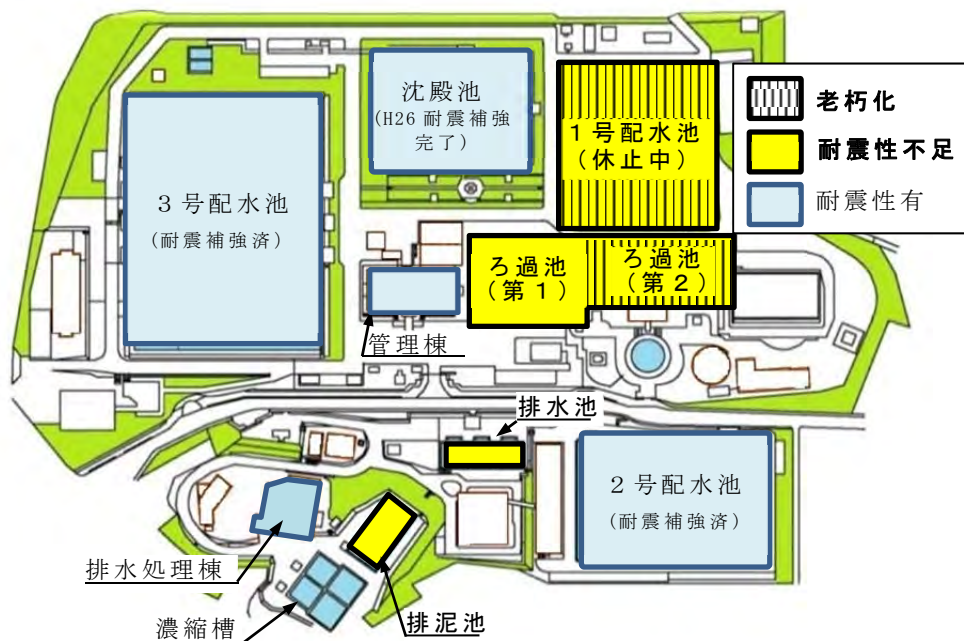 沈殿池
(H26 耐震補強
完了)
1号配水池
(休止中)
老朽化
耐震性不足
耐震性有
3号配水池
(耐震補強済)
ろ過池
(第1)
ろ過池
(第2)
管理棟
排水池
2号配水池
(耐震補強済)
排水処理棟
濃縮槽
排泥池